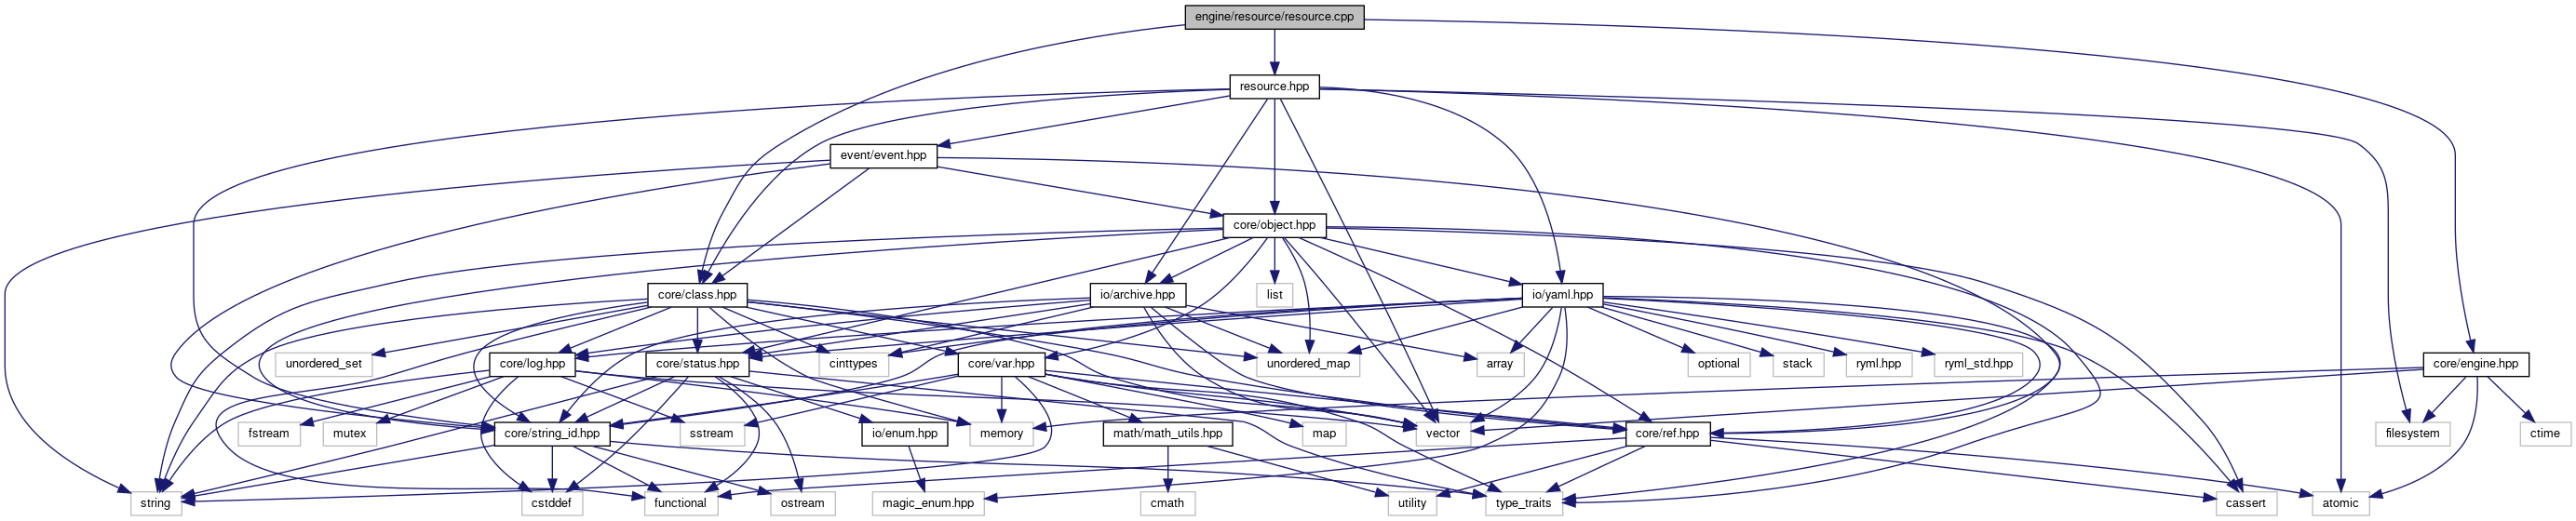 engine/resource/resource.cpp
resource.hpp
event/event.hpp
core/object.hpp
core/class.hpp
io/archive.hpp
list
io/yaml.hpp
unordered_set
core/log.hpp
core/status.hpp
cinttypes
core/var.hpp
unordered_map
array
optional
stack
ryml.hpp
ryml_std.hpp
core/engine.hpp
fstream
mutex
core/string_id.hpp
sstream
io/enum.hpp
memory
math/math_utils.hpp
map
vector
core/ref.hpp
filesystem
ctime
string
cstddef
functional
ostream
magic_enum.hpp
cmath
utility
type_traits
cassert
atomic